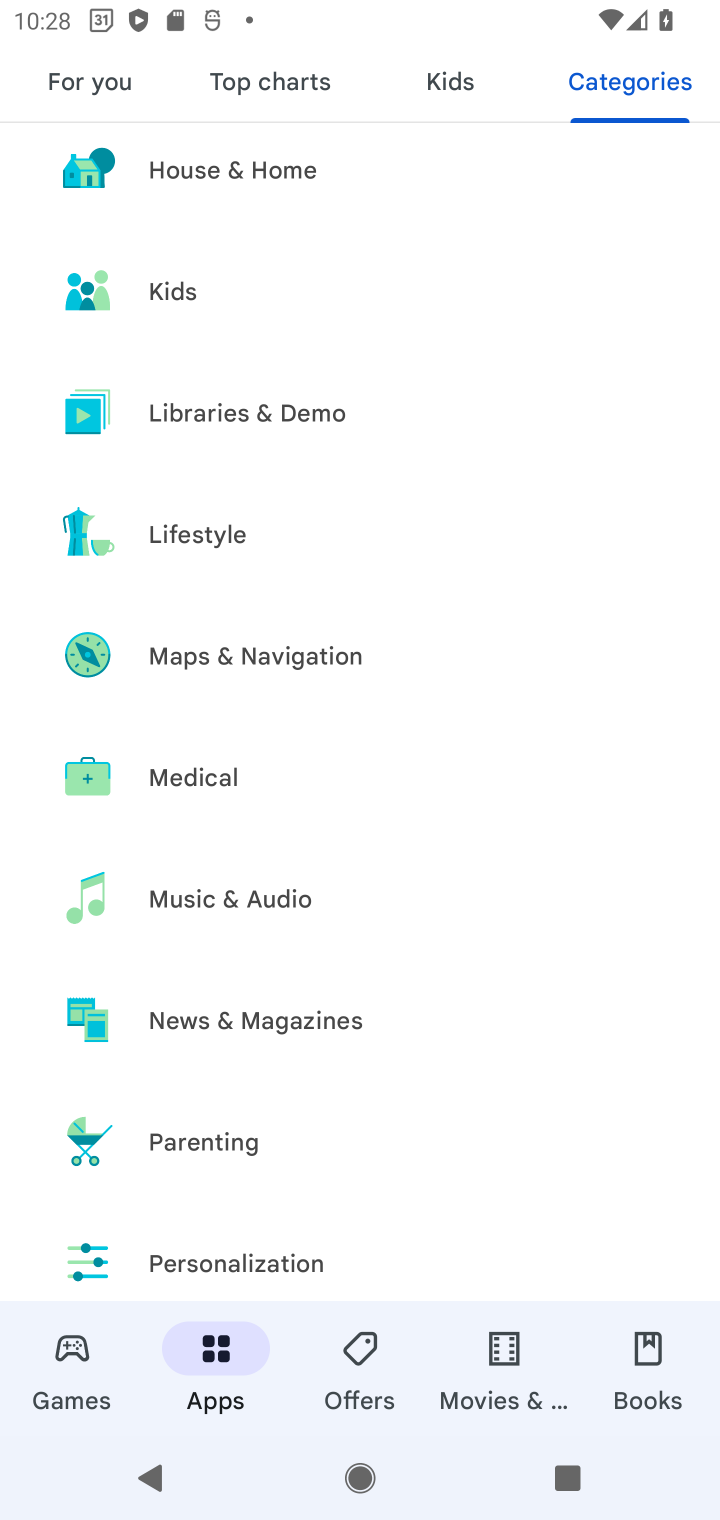 10:28 31
For you Top charts Kids Categories
House & Home
Kids
Libraries & Demo
Lifestyle
Maps & Navigation
Medical
Music & Audio
News & Magazines
Parenting
Personalization
Games Apps Offers Movies & ... Books